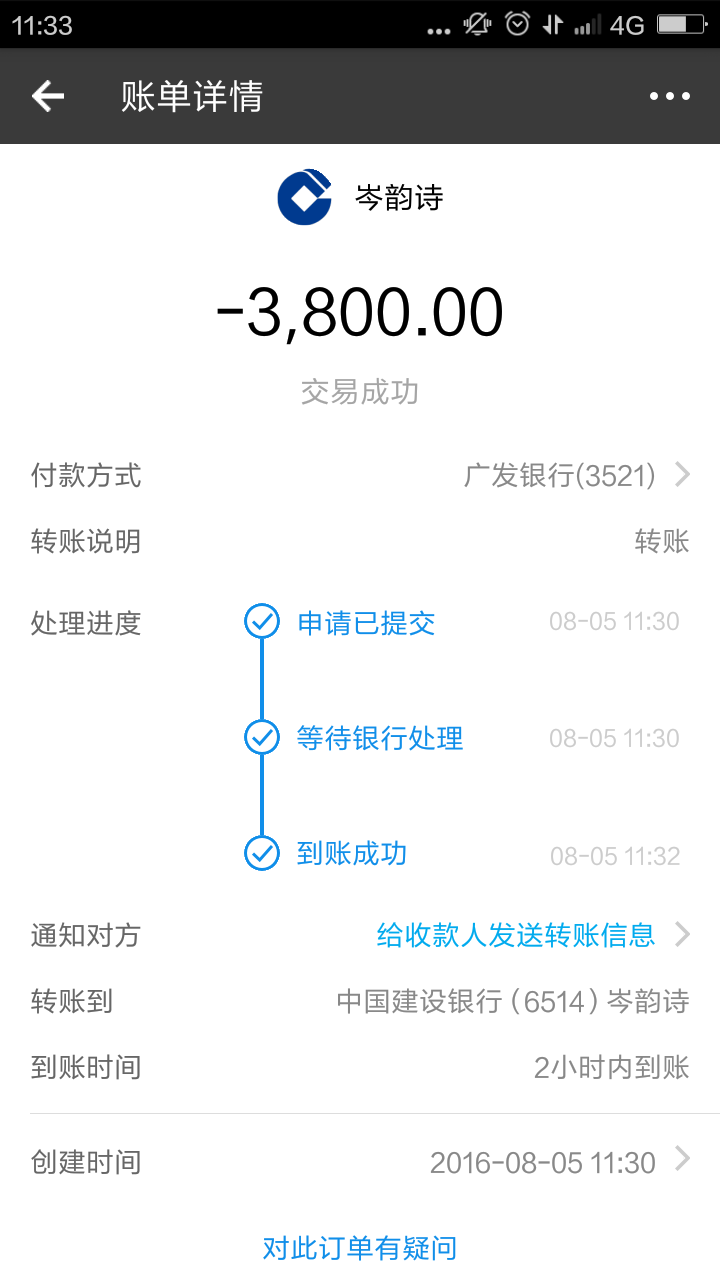 11:33
4G
账单详情
岑韵诗
-3,800.00
交易成功
付款方式 广发银行(3521)
转账说明 转账
处理进度 申请已提交 08-05 11:30
等待银行处理 08-05 11:30
到账成功 08-05 11:32
通知对方 给收款人发送转账信息
转账到 中国建设银行（6514）岑韵诗
到账时间 2小时内到账
创建时间 2016-08-05 11:30
对此订单有疑问